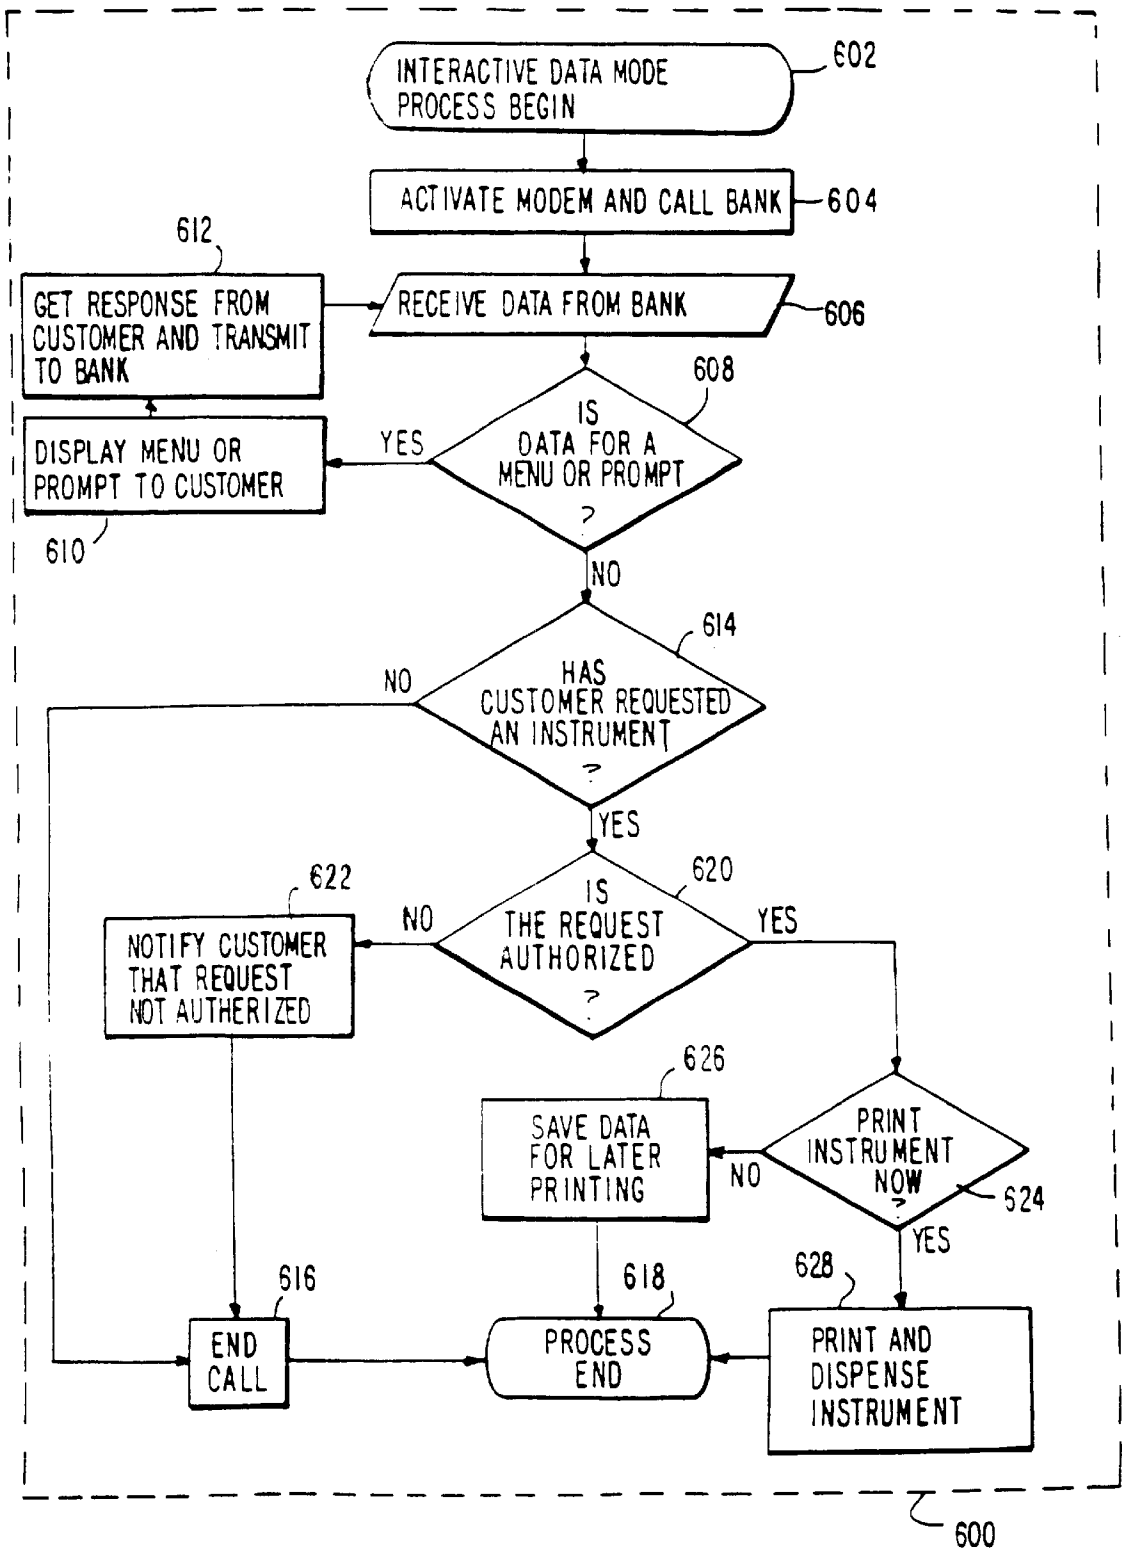 INTERACTIVE DATA MODE
PROCESS BEGIN
602
ACTIVATE MODEM AND CALL BANK
604
612
GET RESPONSE FROM
CUSTOMER AND TRANSMIT
TO BANK
RECEIVE DATA FROM BANK
606
608
IS
DATA FOR A
MENU OR PROMPT
?
YES
DISPLAY MENU OR
PROMPT TO CUSTOMER
610
NO
614
HAS
CUSTOMER REQUESTED
AN INSTRUMENT
?
NO
YES
620
IS
THE REQUEST
AUTHORIZED
?
NO
YES
622
NOTIFY CUSTOMER
THAT REQUEST
NOT AUTHERIZED
626
SAVE DATA
FOR LATER
PRINTING
PRINT
INSTRUMENT
NOW
?
624
NO
YES
616
END
CALL
618
PROCESS
END
628
PRINT AND
DISPENSE
INSTRUMENT
600